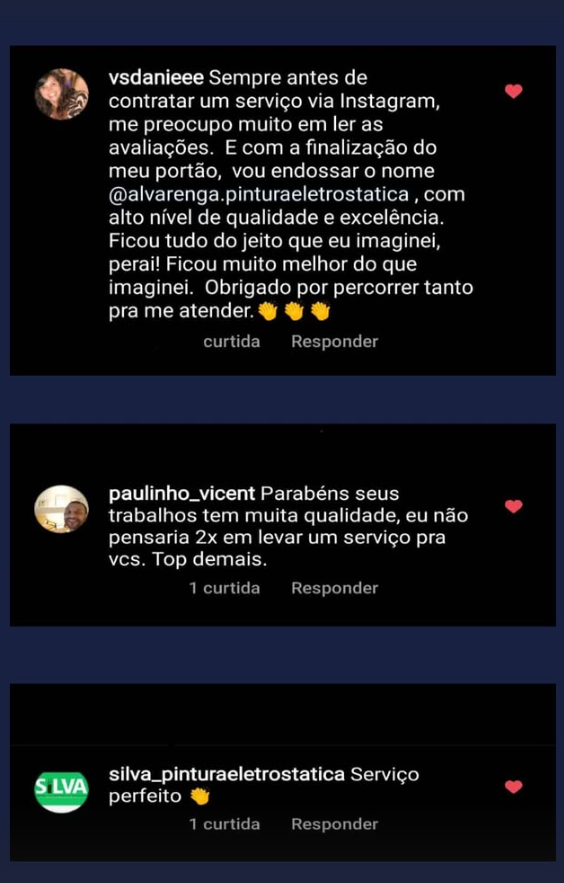 vsdanieee Sempre antes de
contratar um serviço via Instagram,
me preocupo muito em ler as
avaliações. E com a finalização do
meu portão, vou endossar o nome
@alvarenga.pinturaeletrostatica , com
alto nível de qualidade e excelência.
Ficou tudo do jeito que eu imaginei,
perai! Ficou muito melhor do que
imaginei. Obrigado por percorrer tanto
pra me atender.👏👏👏
curtida Responder
paulinho_vicent Parabéns seus
trabalhos tem muita qualidade, eu não
pensaria 2x em levar um serviço pra
vcs. Top demais.
1 curtida Responder
SiLVA
silva_pinturaeletrostatica Serviço
perfeito 👏
1 curtida Responder